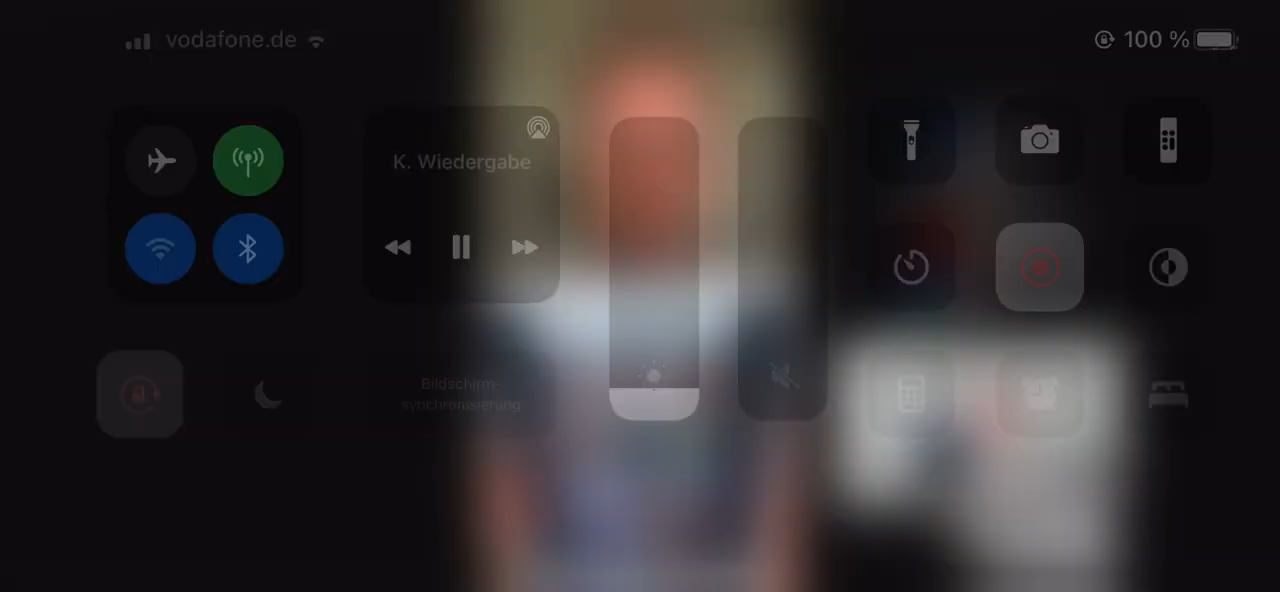 vodafone.de
100 %
K. Wiedergabe
Bildschirm-
synchronisierung